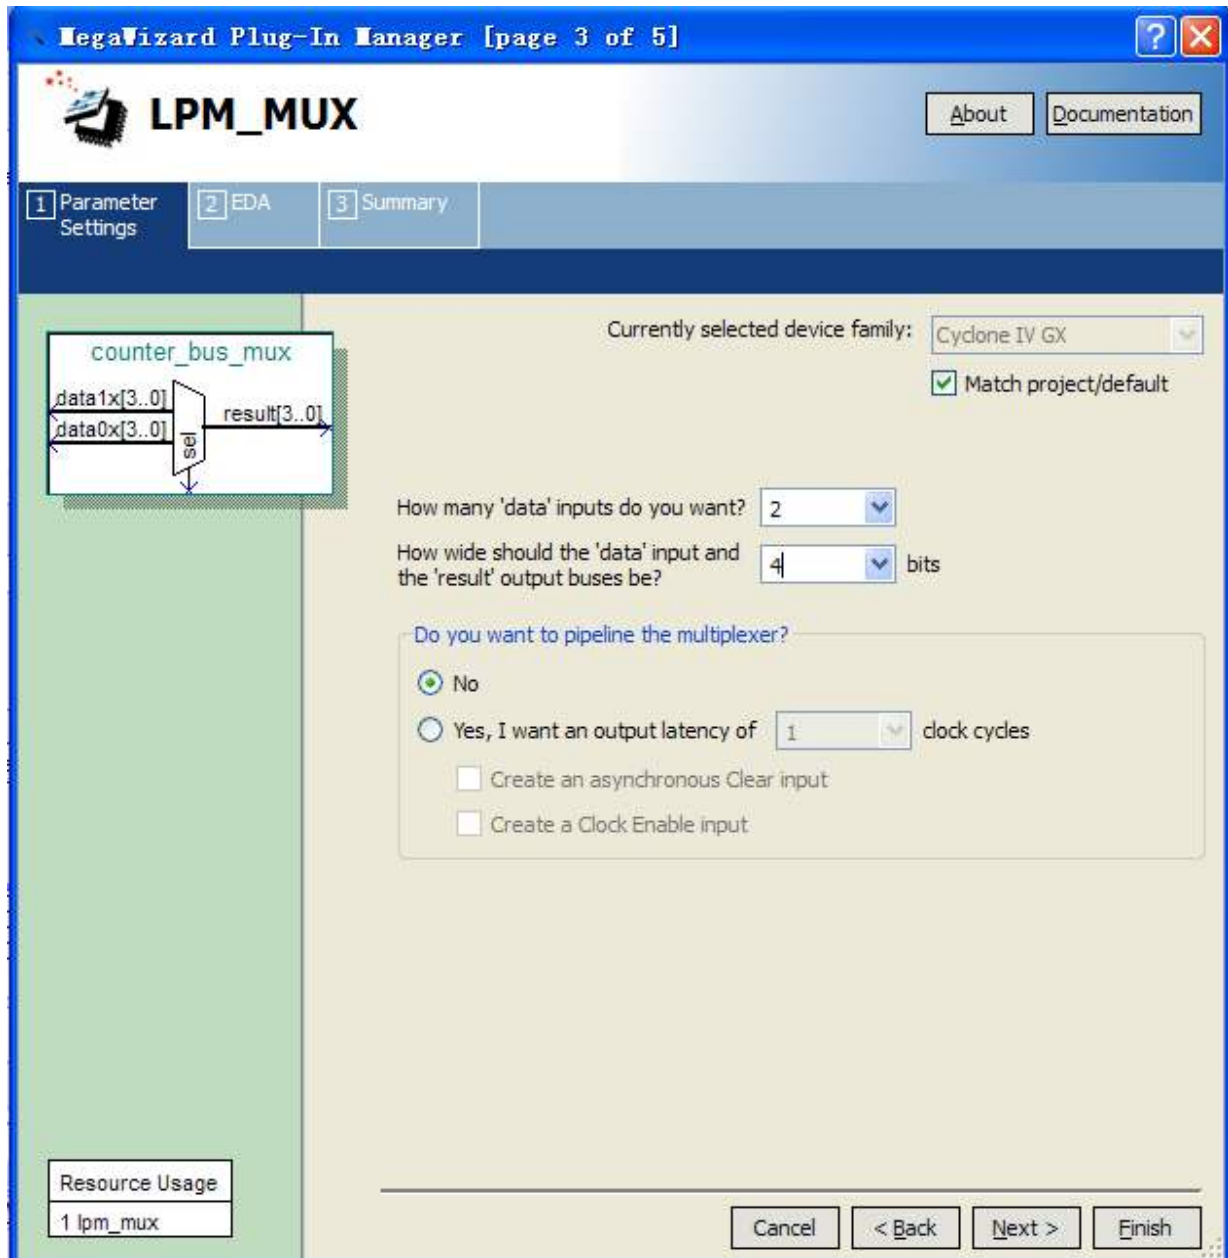 MegaWizard Plug-In Manager [page 3 of 5]
LPM_MUX
About
Documentation
1 Parameter Settings
2 EDA
3 Summary
counter_bus_mux
data1x[3..0]
data0x[3..0]
sel
result[3..0]
Currently selected device family:
Cyclone IV GX
Match project/default
How many 'data' inputs do you want? 2
How wide should the 'data' input and
the 'result' output buses be?
4 bits
Do you want to pipeline the multiplexer?
No
Yes, I want an output latency of 1 clock cycles
Create an asynchronous Clear input
Create a Clock Enable input
Resource Usage
1 lpm_mux
Cancel
< Back
Next >
Finish